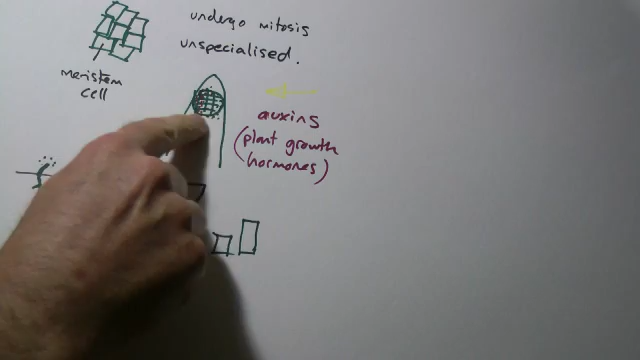 undergo mitosis
unspecialised.
meristem
cell
auxins
(plant growth
hormones)